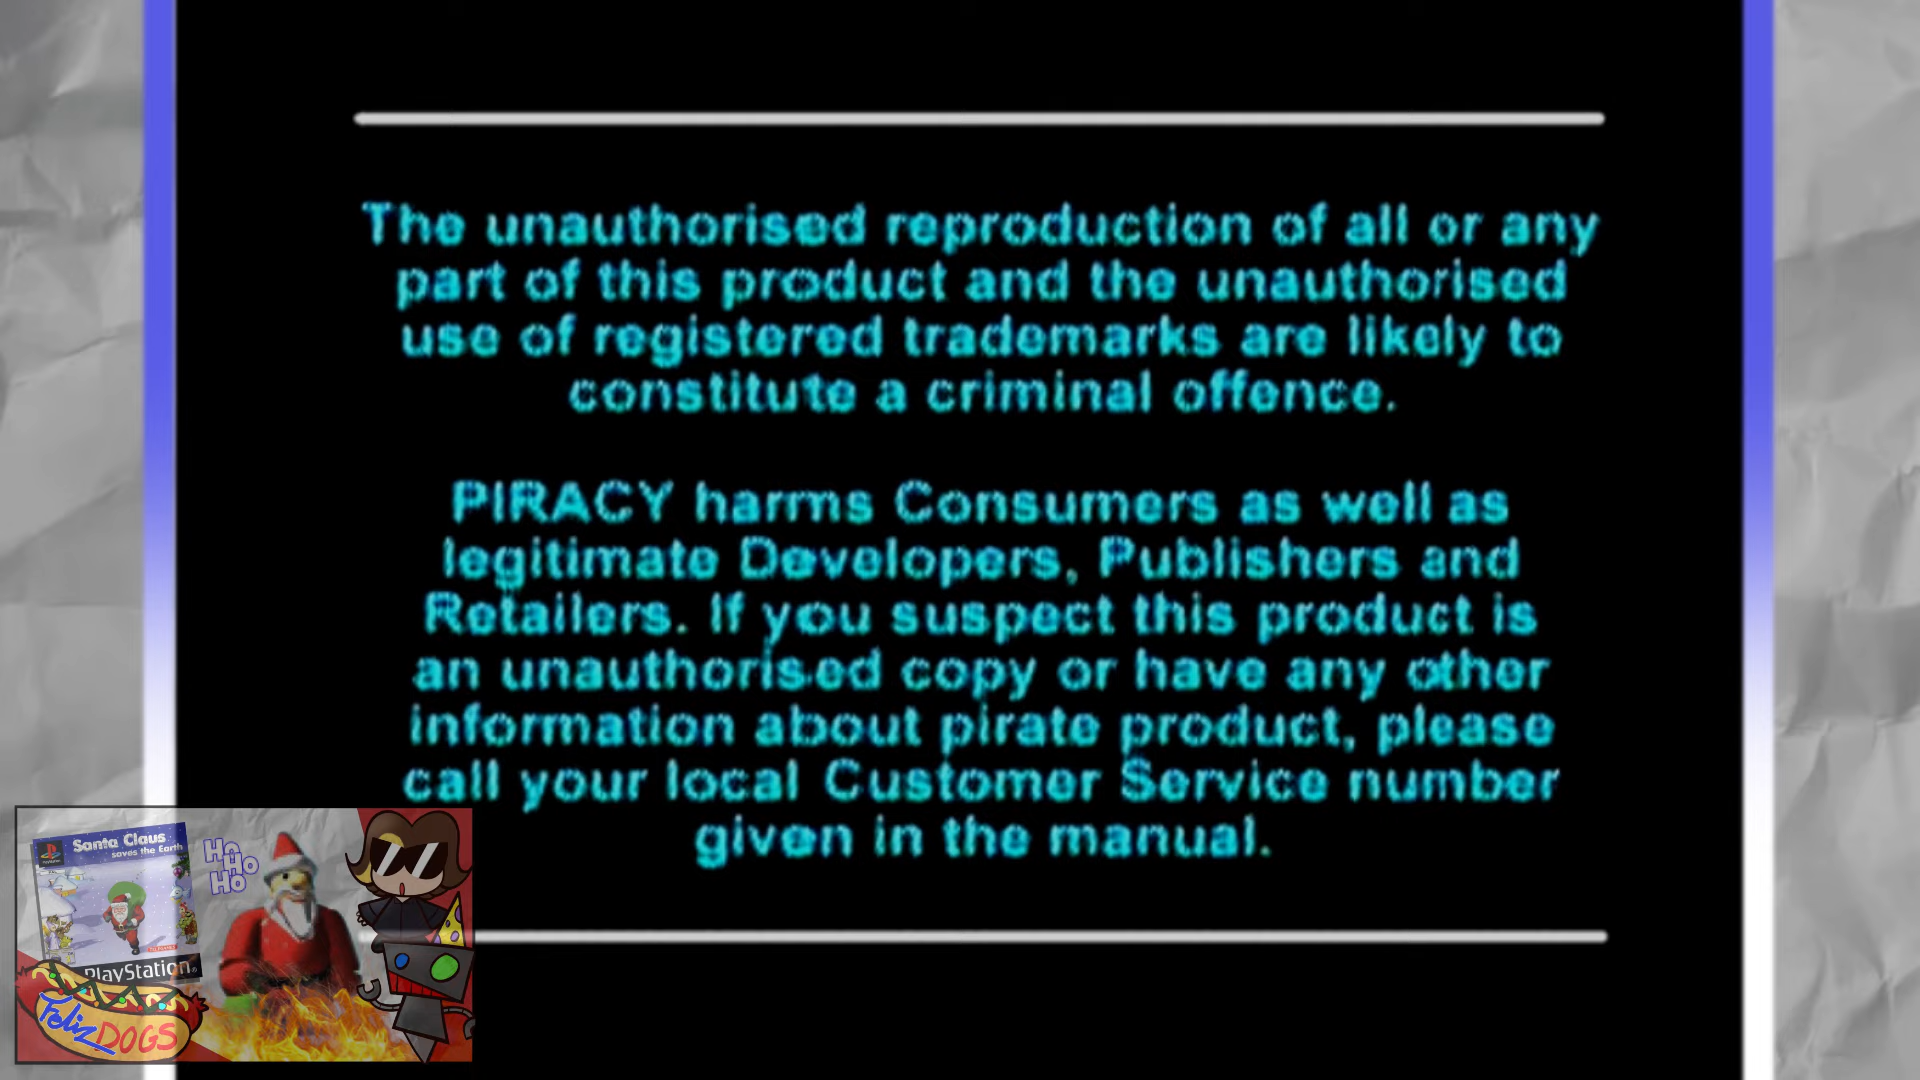 The unauthorised reproduction of all or any
part of this product and the unauthorised
use of registered trademarks are likely to
constitute a criminal offence.
PIRACY harms Consumers as well as
legitimate Developers, Publishers and
Retailers. If you suspect this product is
an unauthorised copy or have any other
information about pirate product, please
call your local Customer Service number
given in the manual.
Santa Claus
saves the Earth
Ho
Ho
Ho
PlayStation
Feliz
DOGS